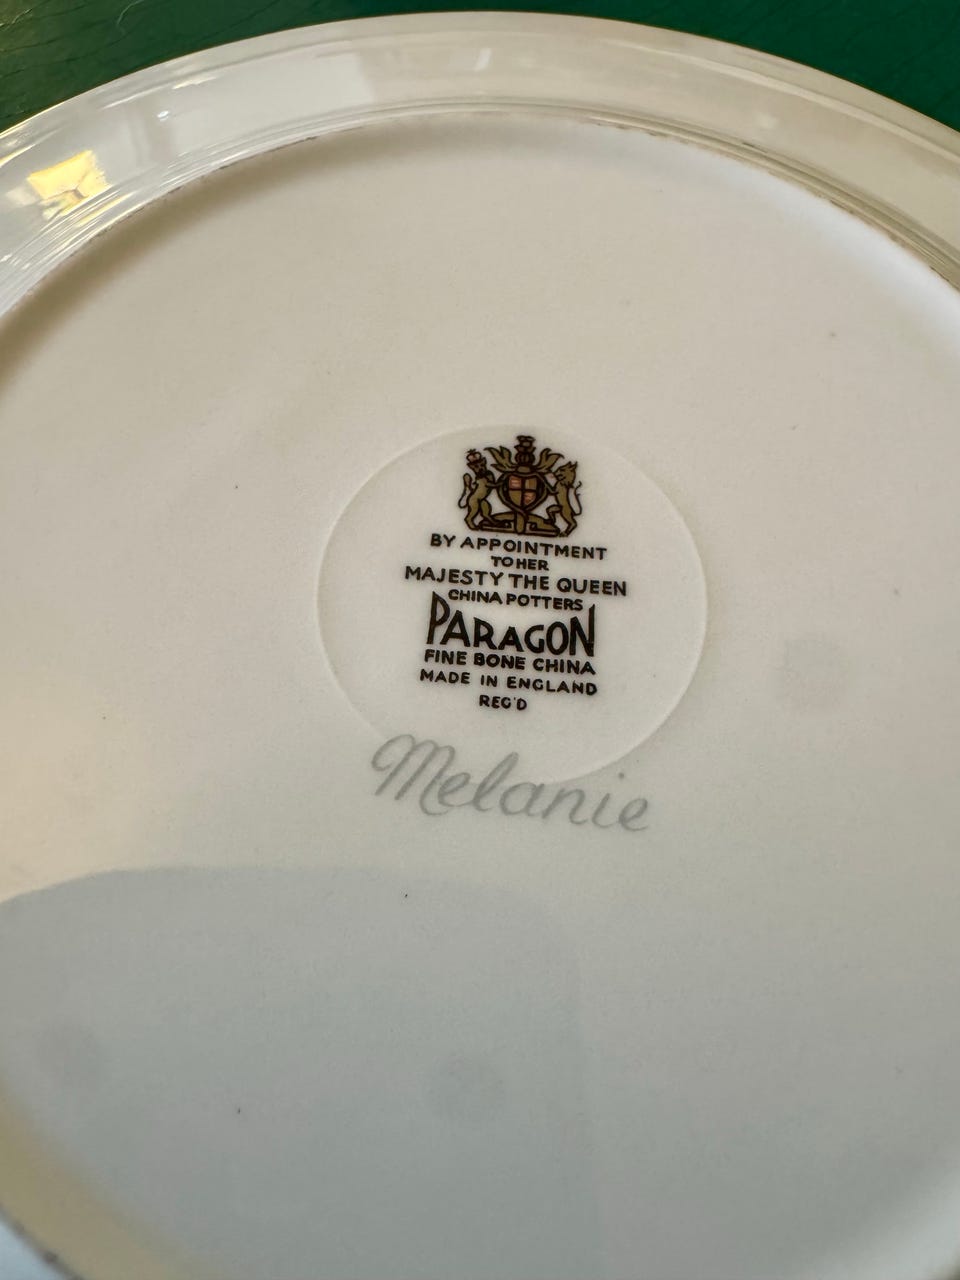 BY APPOINTMENT
TO HER
MAJESTY THE QUEEN
CHINA POTTERS
PARAGON
FINE BONE CHINA
MADE IN ENGLAND
REG'D
Melanie